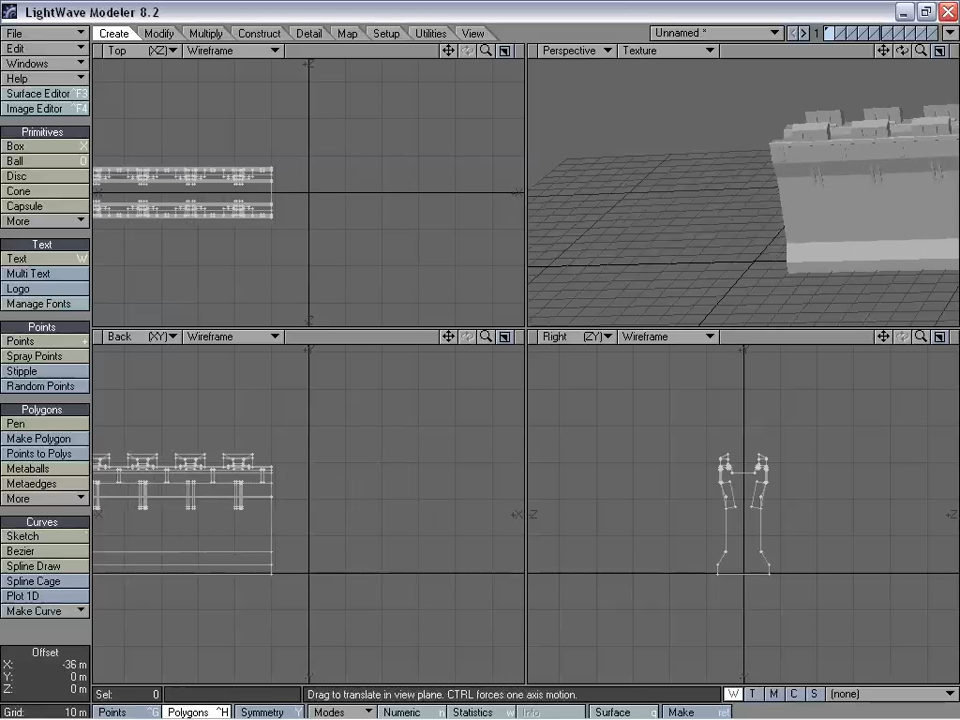 LightWave Modeler 8.2
File Create Modify Multiply Construct Detail Map Setup Utilities View Unnamed * 1
Edit Top (XZ) Wireframe Perspective Texture
Windows
Help
Surface Editor ^F3
Image Editor ^F4
Primitives
Box X
Ball O
Disc
Cone
Capsule
More
Text
Text W
Multi Text
Logo
Manage Fonts
Points
Points +
Back (XY) Wireframe Right (ZY) Wireframe
Spray Points
Stipple
Random Points
Polygons
Pen
Make Polygon
Points to Polys
Metaballs
Metaedges
More
Curves
Sketch
Bezier
Spline Draw
Spline Cage
Plot 1D
Make Curve
Offset
X: -36 m
Y: 0 m
Z: 0 m
Sel: 0 Drag to translate in view plane. CTRL forces one axis motion. W T M C S (none)
Grid: 10 m Points ^G Polygons ^H Symmetry Y Modes Numeric n Statistics w Info i Surface q Make ref